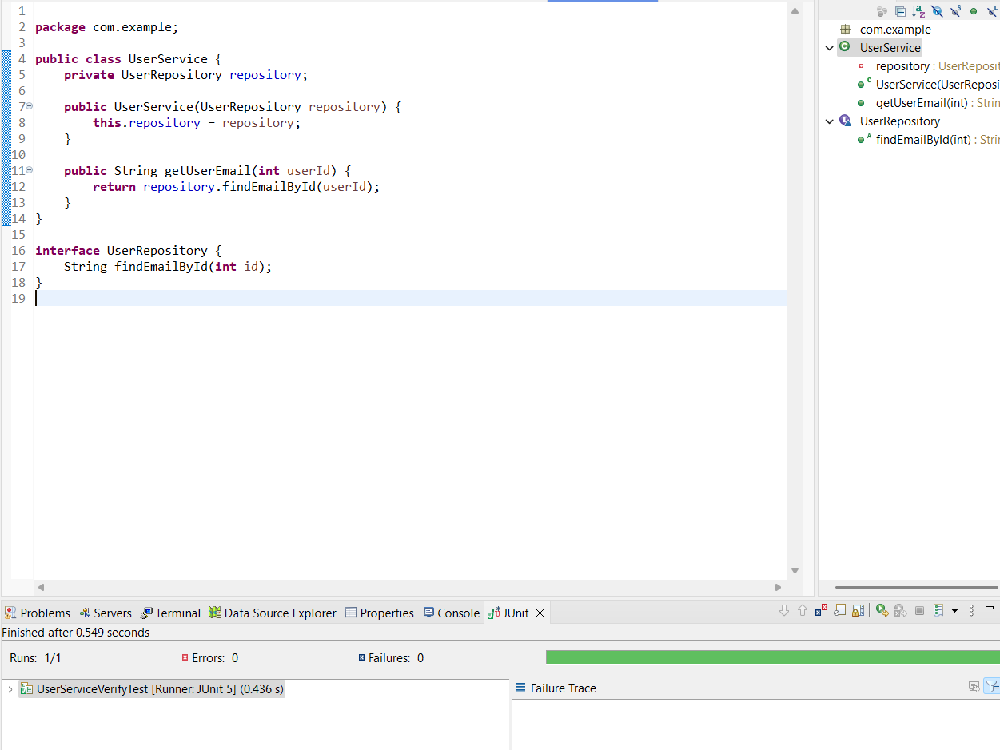 1
2 package com.example;
3
4 public class UserService {
5     private UserRepository repository;
6
7     public UserService(UserRepository repository) {
8         this.repository = repository;
9     }
10
11     public String getUserEmail(int userId) {
12         return repository.findEmailById(userId);
13     }
14 }
15
16 interface UserRepository {
17     String findEmailById(int id);
18 }
19
com.example
UserService
repository : UserReposit
UserService(UserReposi
getUserEmail(int) : Strin
UserRepository
findEmailById(int) : Strin
Problems Servers Terminal Data Source Explorer Properties Console JUnit
Finished after 0.549 seconds
Runs: 1/1 Errors: 0 Failures: 0
UserServiceVerifyTest [Runner: JUnit 5] (0.436 s)
Failure Trace